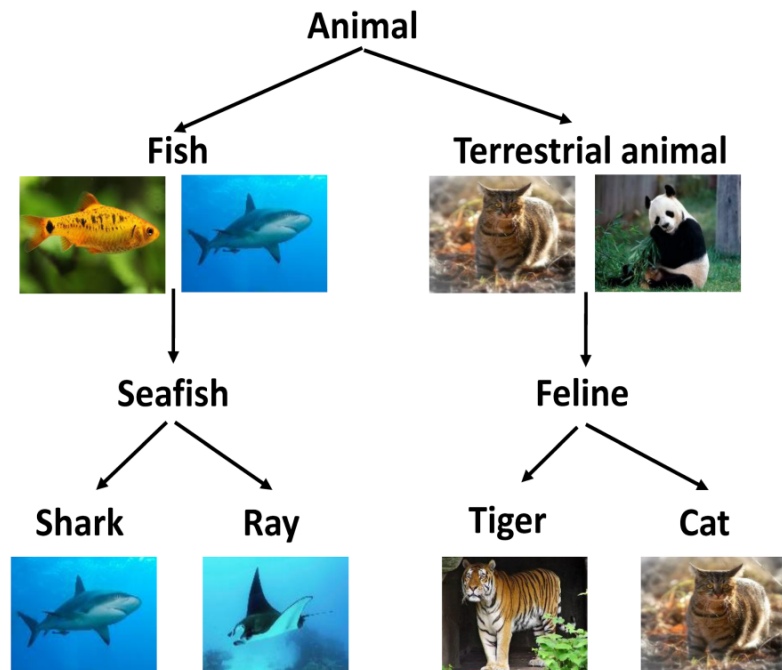 Animal
Fish
Terrestrial animal
Seafish
Feline
Shark
Ray
Tiger
Cat